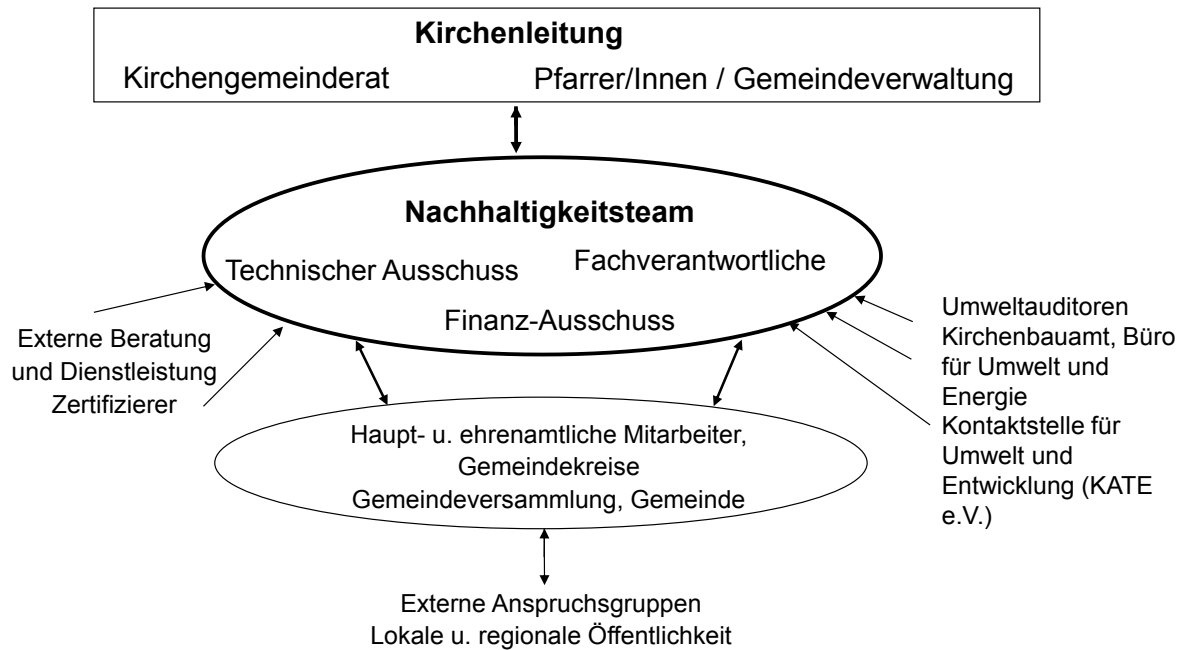 Kirchenleitung
Kirchengemeinderat Pfarrer/Innen / Gemeindeverwaltung
Nachhaltigkeitsteam
Technischer Ausschuss Fachverantwortliche
Finanz-Ausschuss
Externe Beratung
und Dienstleistung
Zertifizierer
Umweltauditoren
Kirchenbauamt, Büro
für Umwelt und
Energie
Kontaktstelle für
Umwelt und
Entwicklung (KATE
e.V.)
Haupt- u. ehrenamtliche Mitarbeiter,
Gemeindekreise
Gemeindeversammlung, Gemeinde
Externe Anspruchsgruppen
Lokale u. regionale Öffentlichkeit